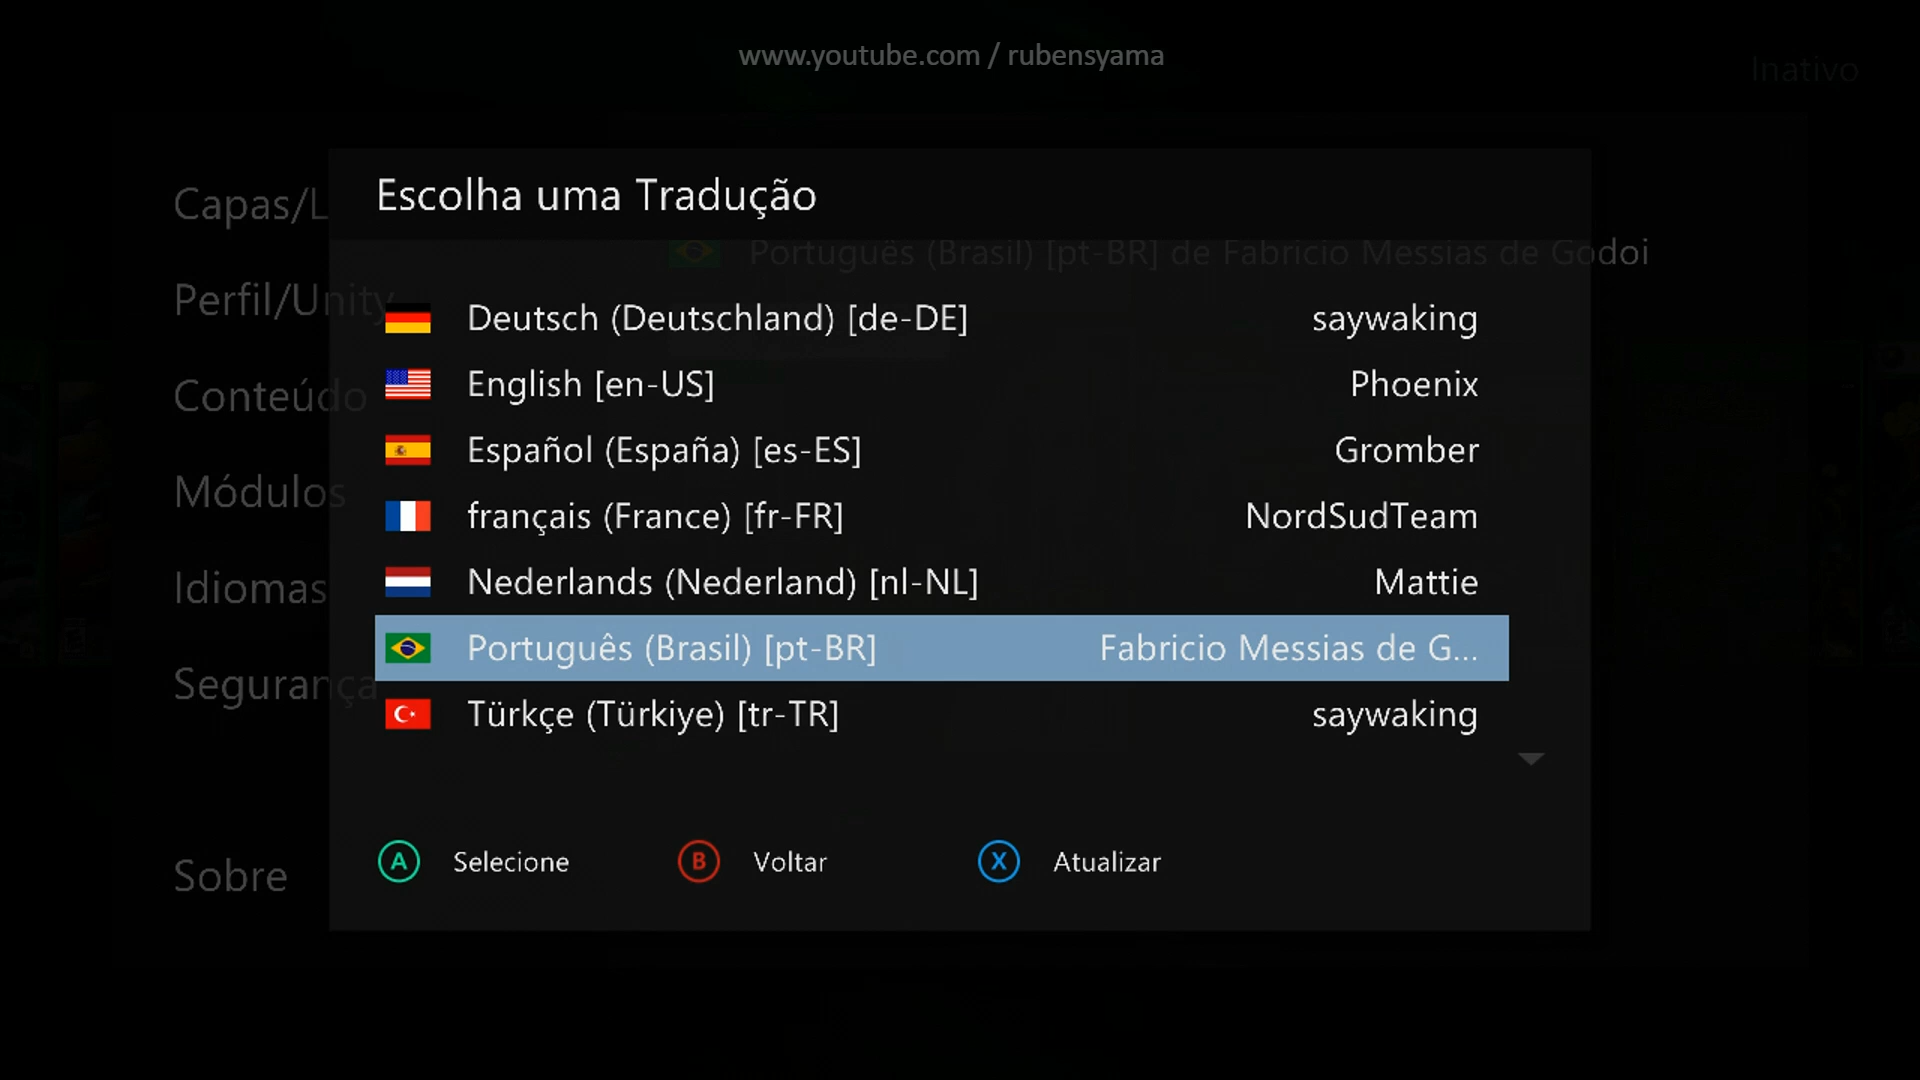 www.youtube.com / rubensyama
Inativo
Escolha uma Tradução
Capas/L
Português (Brasil) [pt-BR] de Fabricio Messias de Godoi
Perfil/Unity
Deutsch (Deutschland) [de-DE] saywaking
English [en-US] Phoenix
Conteúdo
Español (España) [es-ES] Gromber
Módulos
français (France) [fr-FR] NordSudTeam
Idiomas
Nederlands (Nederland) [nl-NL] Mattie
Português (Brasil) [pt-BR] Fabricio Messias de G...
Segurança
Türkçe (Türkiye) [tr-TR] saywaking
A Selecione B Voltar X Atualizar
Sobre